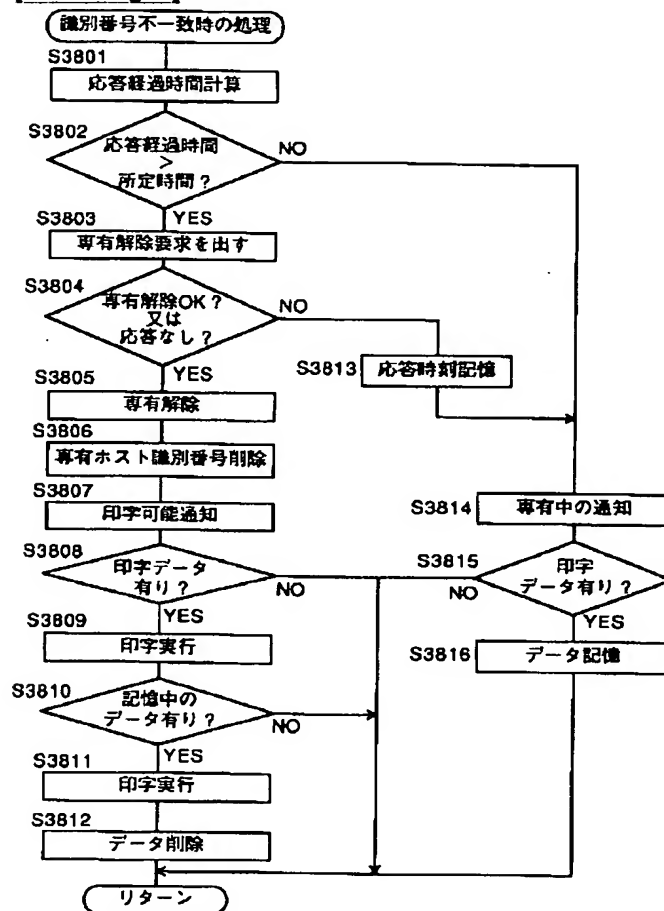 識別番号不一致時の処理
S3801
応答経過時間計算
S3802
応答経過時間
>
所定時間？
NO
YES
S3803
専有解除要求を出す
S3804
専有解除OK？
又は
応答なし？
NO
YES
S3813
応答時刻記憶
S3805
専有解除
S3806
専有ホスト識別番号削除
S3807
印字可能通知
S3814
専有中の通知
S3808
印字データ
有り？
NO
YES
S3815
印字
データ有り？
NO
YES
S3809
印字実行
S3816
データ記憶
S3810
記憶中の
データ有り？
NO
YES
S3811
印字実行
S3812
データ削除
リターン